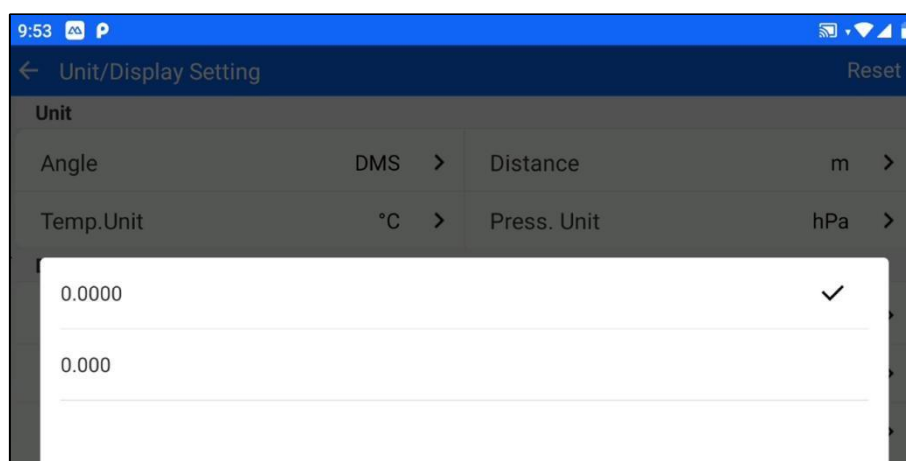 9:53
Unit/Display Setting Reset
Unit
Angle DMS Distance m
Temp.Unit °C Press. Unit hPa
0.0000
0.000